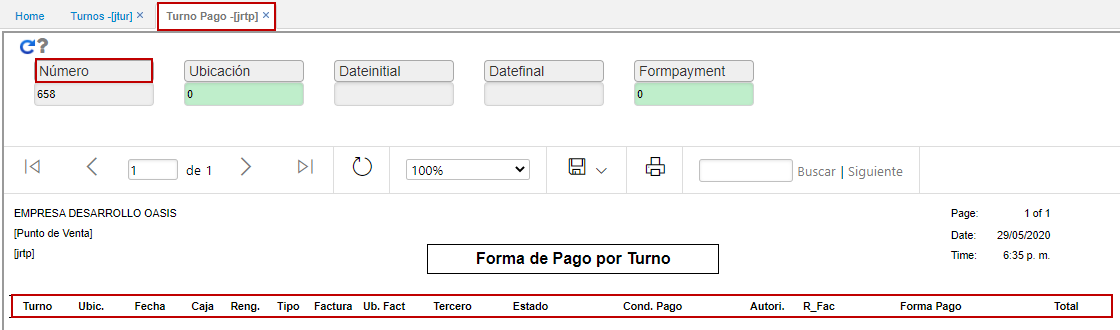 Home Turnos -[jtur] × Turno Pago -[jrtp] ×
?
Número Ubicación Dateinitial Datefinal Formpayment
658 0 0
1 de 1 100% Buscar | Siguiente
EMPRESA DESARROLLO OASIS Page: 1 of 1
[Punto de Venta] Date: 29/05/2020
[jrtp] Time: 6:35 p. m.
Forma de Pago por Turno
Turno Ubic. Fecha Caja Reng. Tipo Factura Ub. Fact Tercero Estado Cond. Pago Autori. R_Fac Forma Pago Total